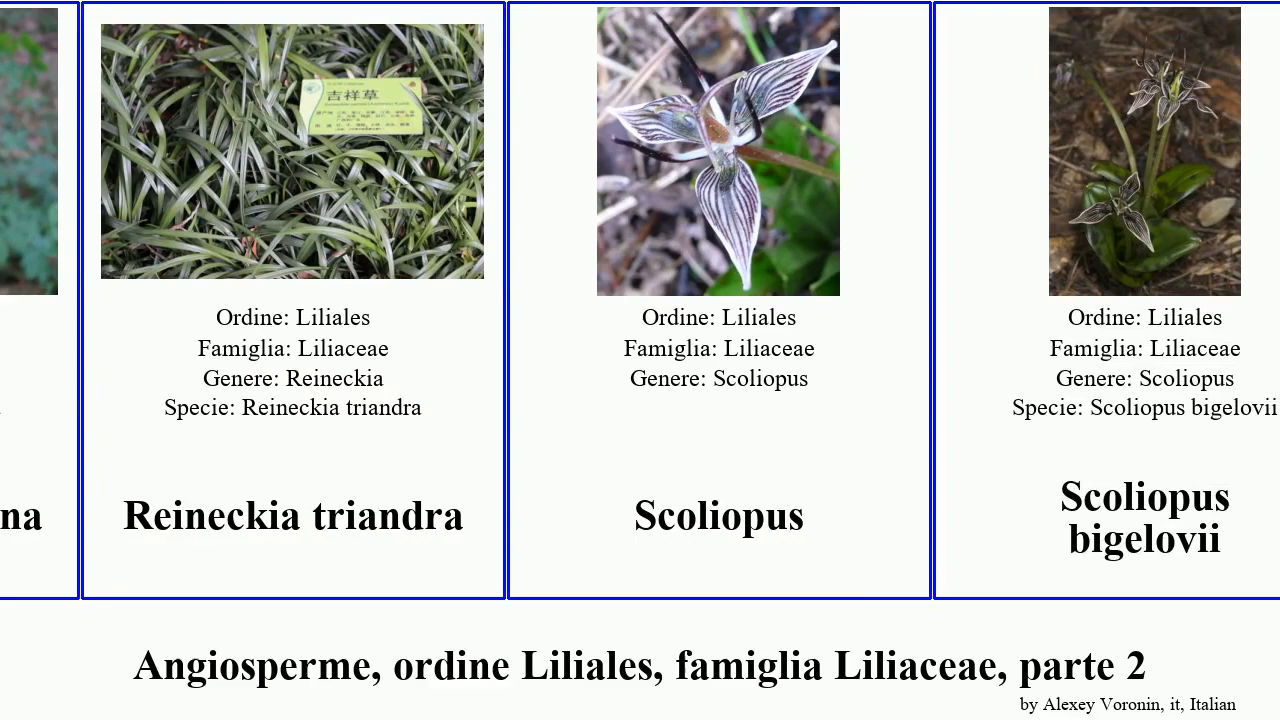 吉祥草
Ordine: Liliales
Famiglia: Liliaceae
Genere: Reineckia
Specie: Reineckia triandra
Reineckia triandra
Ordine: Liliales
Famiglia: Liliaceae
Genere: Scoliopus
Scoliopus
Ordine: Liliales
Famiglia: Liliaceae
Genere: Scoliopus
Specie: Scoliopus bigelovii
Scoliopus
bigelovii
na
Angiosperme, ordine Liliales, famiglia Liliaceae, parte 2
by Alexey Voronin, it, Italian